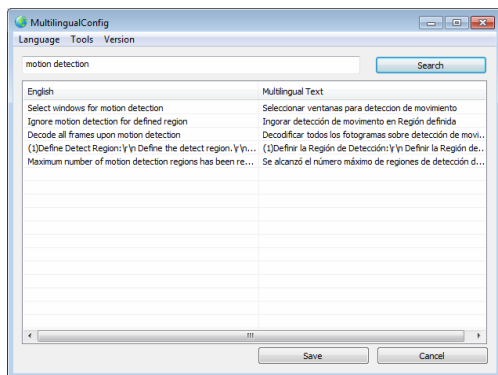 MultilingualConfig
Language Tools Version
motion detection Search
English Multilingual Text
Select windows for motion detection Seleccionar ventanas para deteccion de movimiento
Ignore motion detection for defined region Ingorar detección de movimento en Región definida
Decode all frames upon motion detection Decodificar todos los fotogramas sobre detección de movi...
(1)Define Detect Region:\r\n Define the detect region.\r\n... (1)Definir la Región de Detección:\r\n Definir la Región de...
Maximum number of motion detection regions has been re... Se alcanzó el número máximo de regiones de detección d...
Save Cancel